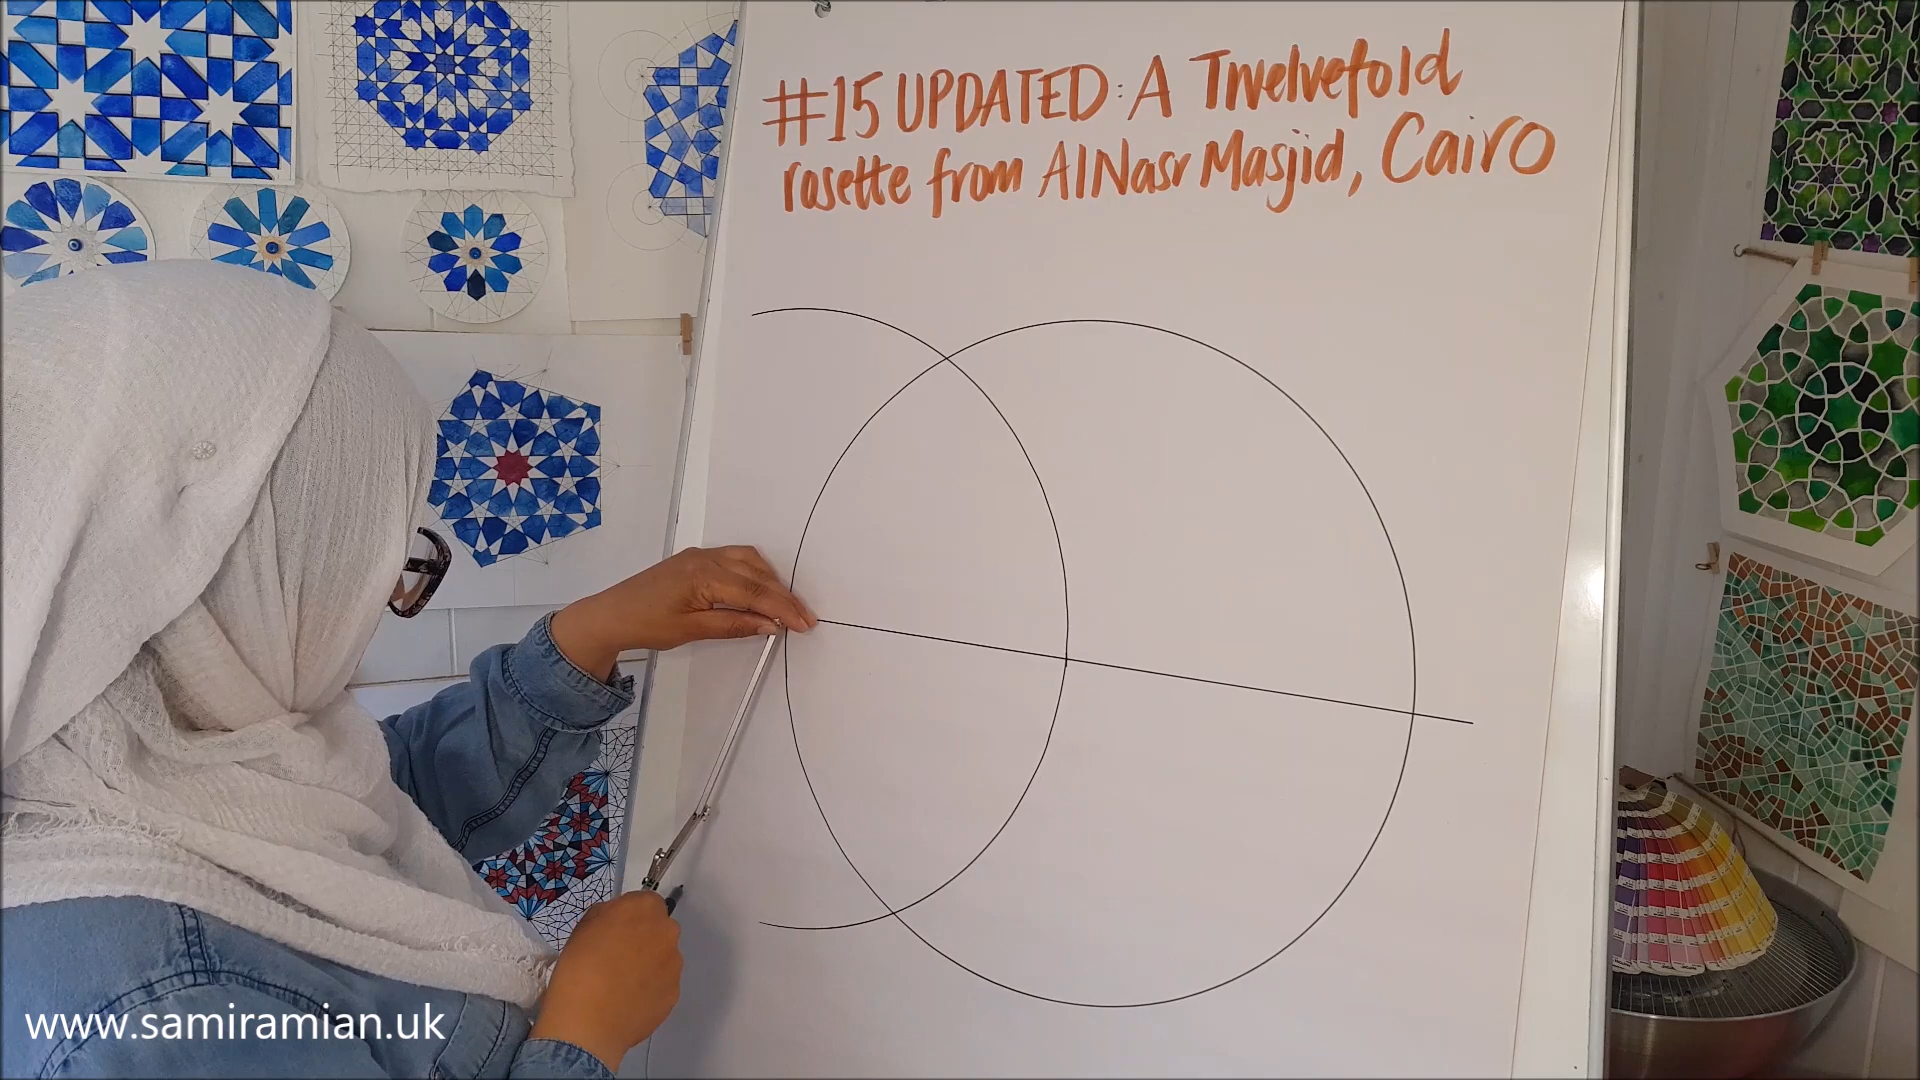 #15 UPDATED: A Twelvefold
rosette from AlNasr Masjid, Cairo
www.samiramian.uk